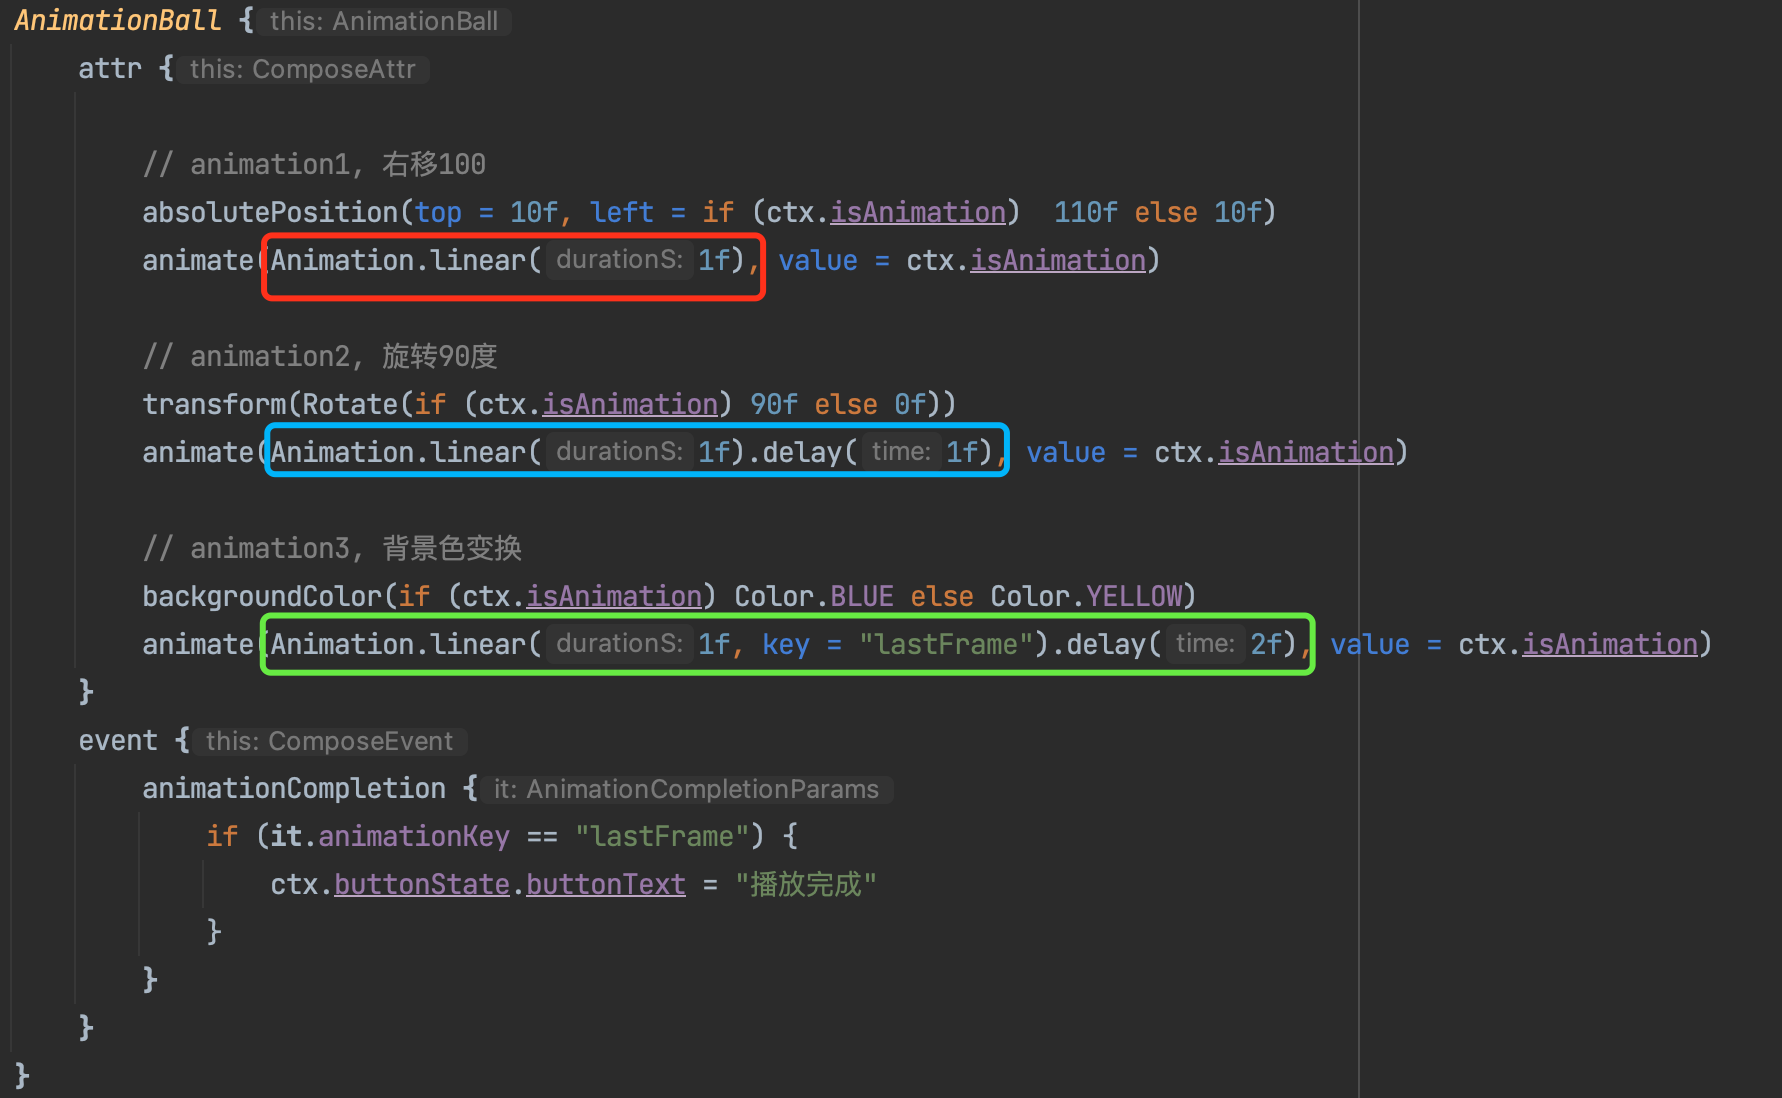 AnimationBall { this: AnimationBall
attr { this: ComposeAttr
// animation1, 右移100
absolutePosition(top = 10f, left = if (ctx.isAnimation)  110f else 10f)
animate(Animation.linear( durationS: 1f), value = ctx.isAnimation)
// animation2, 旋转90度
transform(Rotate(if (ctx.isAnimation) 90f else 0f))
animate(Animation.linear( durationS: 1f).delay( time: 1f), value = ctx.isAnimation)
// animation3, 背景色变换
backgroundColor(if (ctx.isAnimation) Color.BLUE else Color.YELLOW)
animate(Animation.linear( durationS: 1f, key = "lastFrame").delay( time: 2f), value = ctx.isAnimation)
}
event { this: ComposeEvent
animationCompletion { it: AnimationCompletionParams
if (it.animationKey == "lastFrame") {
ctx.buttonState.buttonText = "播放完成"
}
}
}
}